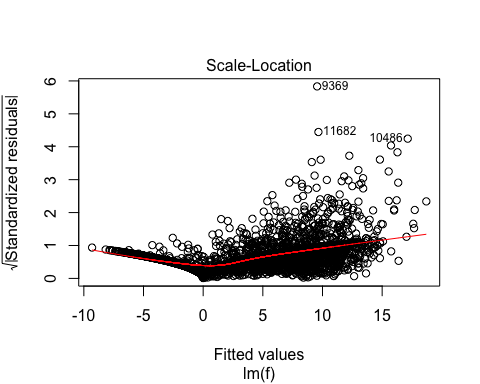 Scale-Location
√|Standardized residuals|
6
5
4
3
2
1
0
9369
11682
10486
-10 -5 0 5 10 15
Fitted values
lm(f)